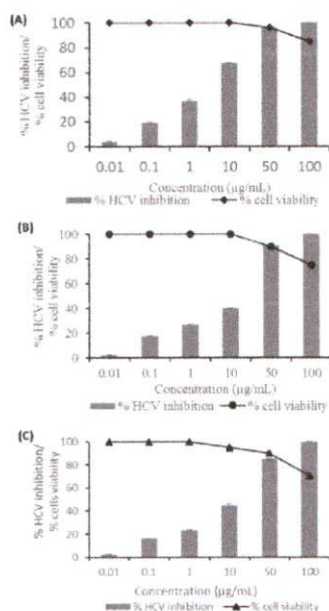 (A)
% HCV inhibition/
% cell viability
100
80
60
40
20
0
0.01 0.1 1 10 50 100
Concentration (µg/mL)
% HCV inhibition % cell viability
(B)
% HCV inhibition/
% cell viability
100
80
60
40
20
0
0.01 0.1 1 10 50 100
Concentration (µg/mL)
% HCV inhibition % cell viability
(C)
% HCV inhibition/
% cells viability
100
80
60
40
20
0
0.01 0.1 1 10 50 100
Concentration (µg/mL)
% HCV inhibition % cell viability